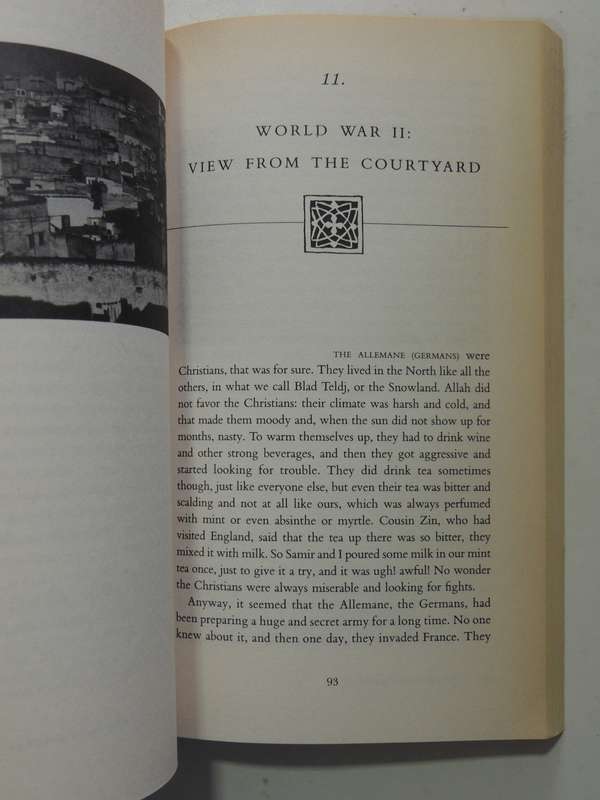 11.
WORLD WAR II:
VIEW FROM THE COURTYARD
THE ALLEMANE (GERMANS) were
Christians, that was for sure. They lived in the North like all the
others, in what we call Blad Teldj, or the Snowland. Allah did
not favor the Christians: their climate was harsh and cold, and
that made them moody and, when the sun did not show up for
months, nasty. To warm themselves up, they had to drink wine
and other strong beverages, and then they got aggressive and
started looking for trouble. They did drink tea sometimes
though, just like everyone else, but even their tea was bitter and
scalding and not at all like ours, which was always perfumed
with mint or even absinthe or myrtle. Cousin Zin, who had
visited England, said that the tea up there was so bitter, they
mixed it with milk. So Samir and I poured some milk in our mint
tea once, just to give it a try, and it was ugh! awful! No wonder
the Christians were always miserable and looking for fights.
Anyway, it seemed that the Allemane, the Germans, had
been preparing a huge and secret army for a long time. No one
knew about it, and then one day, they invaded France. They
93